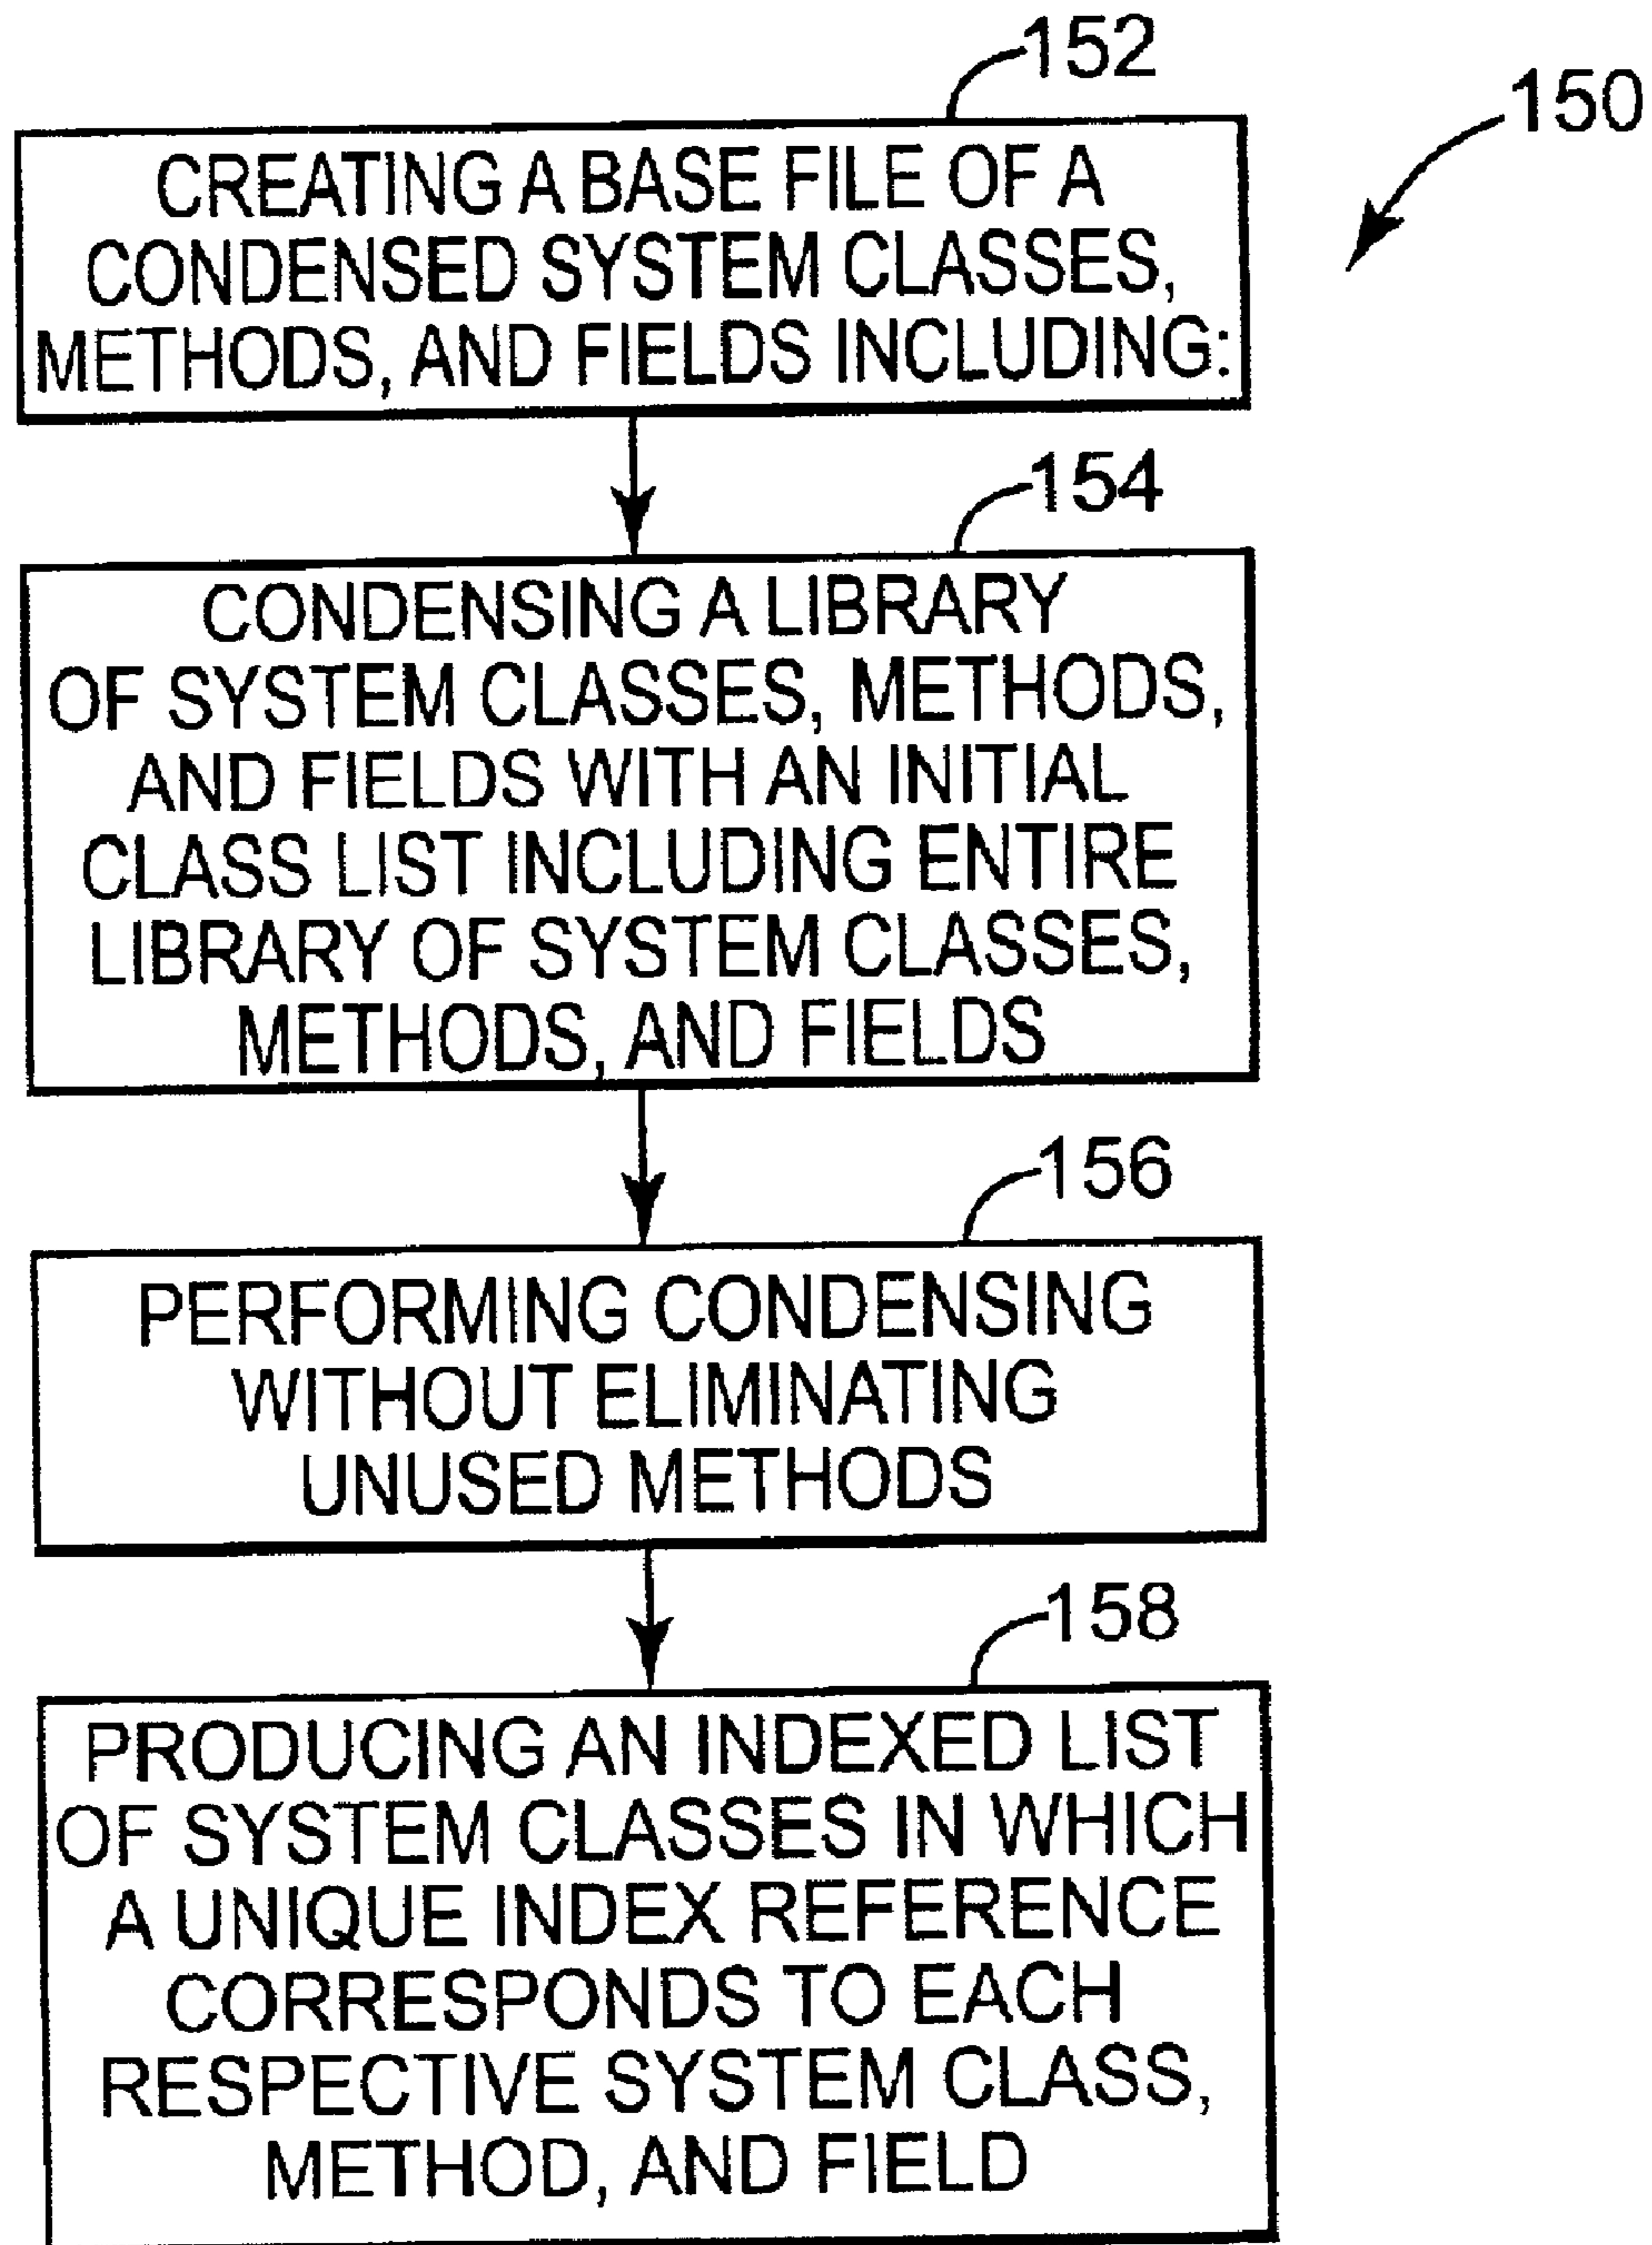 152
150
CREATING A BASE FILE OF A
CONDENSED SYSTEM CLASSES,
METHODS, AND FIELDS INCLUDING:
154
CONDENSING A LIBRARY
OF SYSTEM CLASSES, METHODS,
AND FIELDS WITH AN INITIAL
CLASS LIST INCLUDING ENTIRE
LIBRARY OF SYSTEM CLASSES,
METHODS, AND FIELDS
156
PERFORMING CONDENSING
WITHOUT ELIMINATING
UNUSED METHODS
158
PRODUCING AN INDEXED LIST
OF SYSTEM CLASSES IN WHICH
A UNIQUE INDEX REFERENCE
CORRESPONDS TO EACH
RESPECTIVE SYSTEM CLASS,
METHOD, AND FIELD